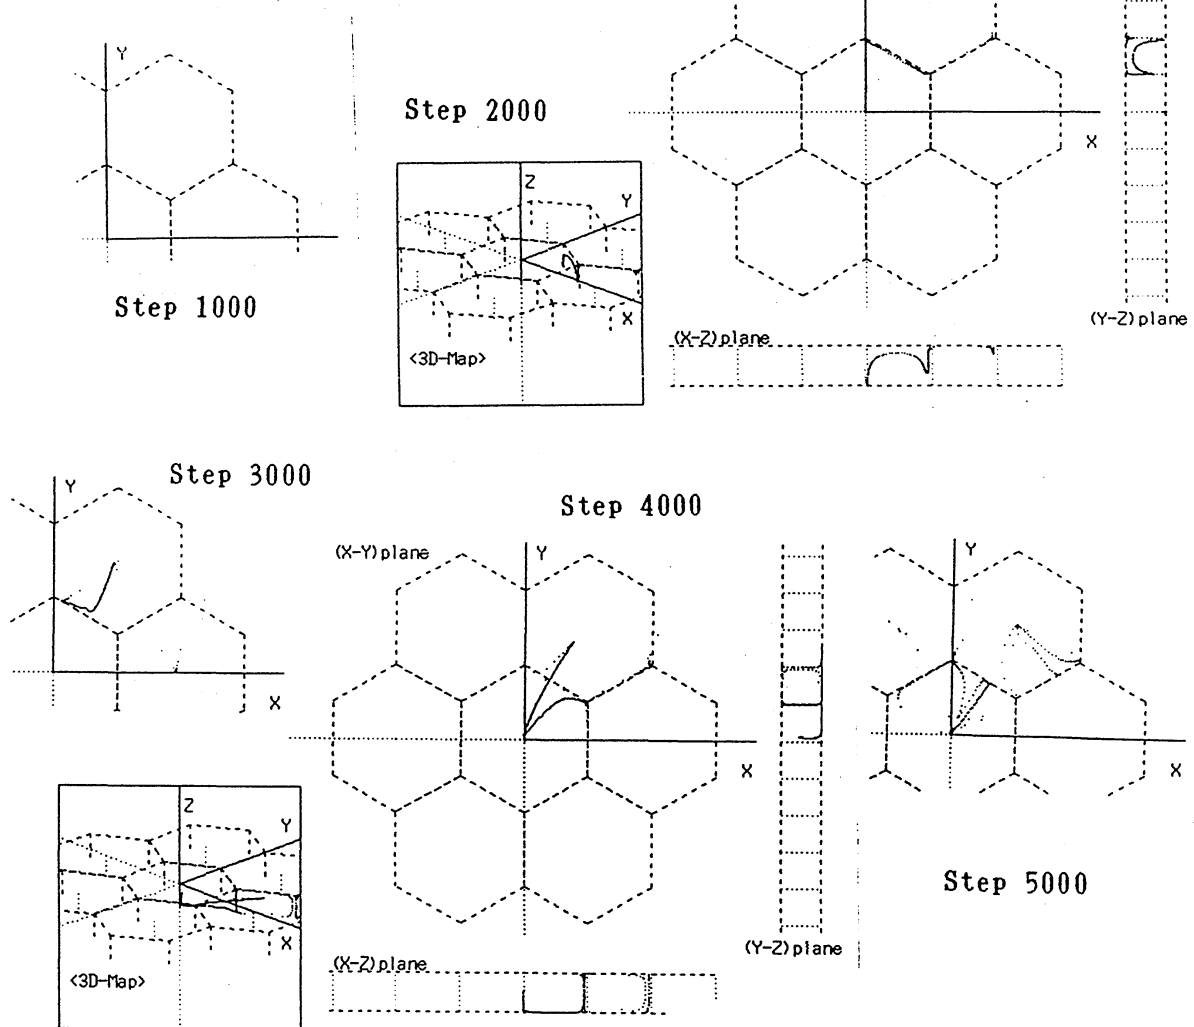 Y
Step 1000
Step 2000
Z
Y
X
<3D-Map>
X
(Y-Z)plane
(X-Z)plane
Step 3000
Y
X
Step 4000
(X-Y)plane
Y
X
(Y-Z)plane
(X-Z)plane
Y
X
Step 5000
Z
Y
X
<3D-Map>